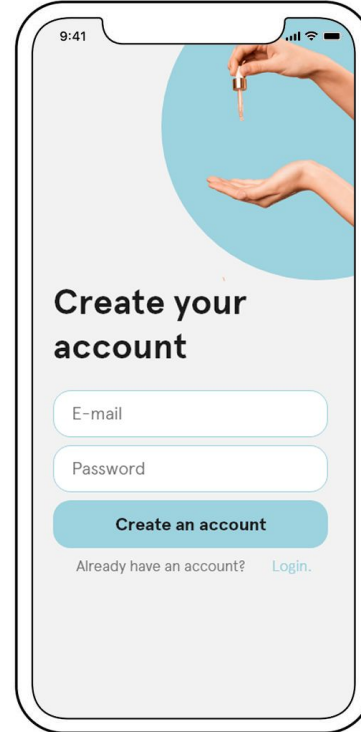 9:41
Create your
account
E-mail
Password
Create an account
Already have an account? Login.